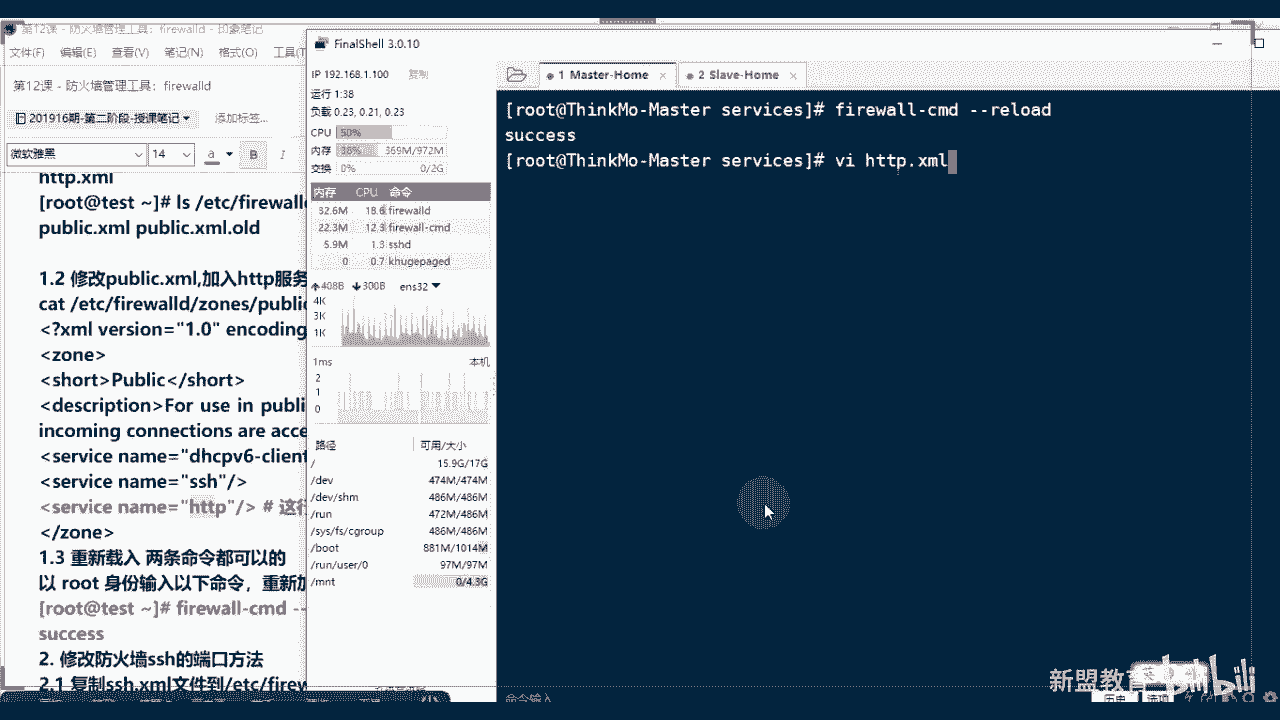 第12课 - 防火墙管理工具：firewalld - 印象笔记
文件(F) 编辑(E) 查看(V) 笔记(N) 格式(O) 工具(T
第12课 - 防火墙管理工具：firewalld
201916期-第二阶段-授课笔记 添加标签...
微软雅黑 14 a B I
http.xml
[root@test ~]# ls /etc/firewalld
public.xml public.xml.old
1.2 修改public.xml,加入http服务
cat /etc/firewalld/zones/public
<?xml version="1.0" encoding
<zone>
<short>Public</short>
<description>For use in publi
incoming connections are acce
<service name="dhcpv6-client
<service name="ssh"/>
<service name="http"/> # 这行
</zone>
1.3 重新载入 两条命令都可以的
以 root 身份输入以下命令，重新加
[root@test ~]# firewall-cmd --
success
2. 修改防火墙ssh的端口方法
2.1 复制ssh.xml文件到/etc/firew
FinalShell 3.0.10
IP 192.168.1.100 复制
运行 1:38
负载 0.23, 0.21, 0.23
CPU 50%
内存 38% 369M/972M
交换 0% 0/2G
内存 CPU 命令
32.6M 18.6 firewalld
22.3M 12.3 firewall-cmd
5.9M 1.3 sshd
0 0.7 khugepaged
408B 300B ens32
4K
3K
1K
1ms 本机
2
1
0
路径 可用/大小
/ 15.9G/17G
/dev 474M/474M
/dev/shm 486M/486M
/run 472M/486M
/sys/fs/cgroup 486M/486M
/boot 881M/1014M
/run/user/0 97M/97M
/mnt 0/4.3G
1 Master-Home
2 Slave-Home
[root@ThinkMo-Master services]# firewall-cmd --reload
success
[root@ThinkMo-Master services]# vi http.xml
新盟教育
bilibili
命令输入
历史 选项